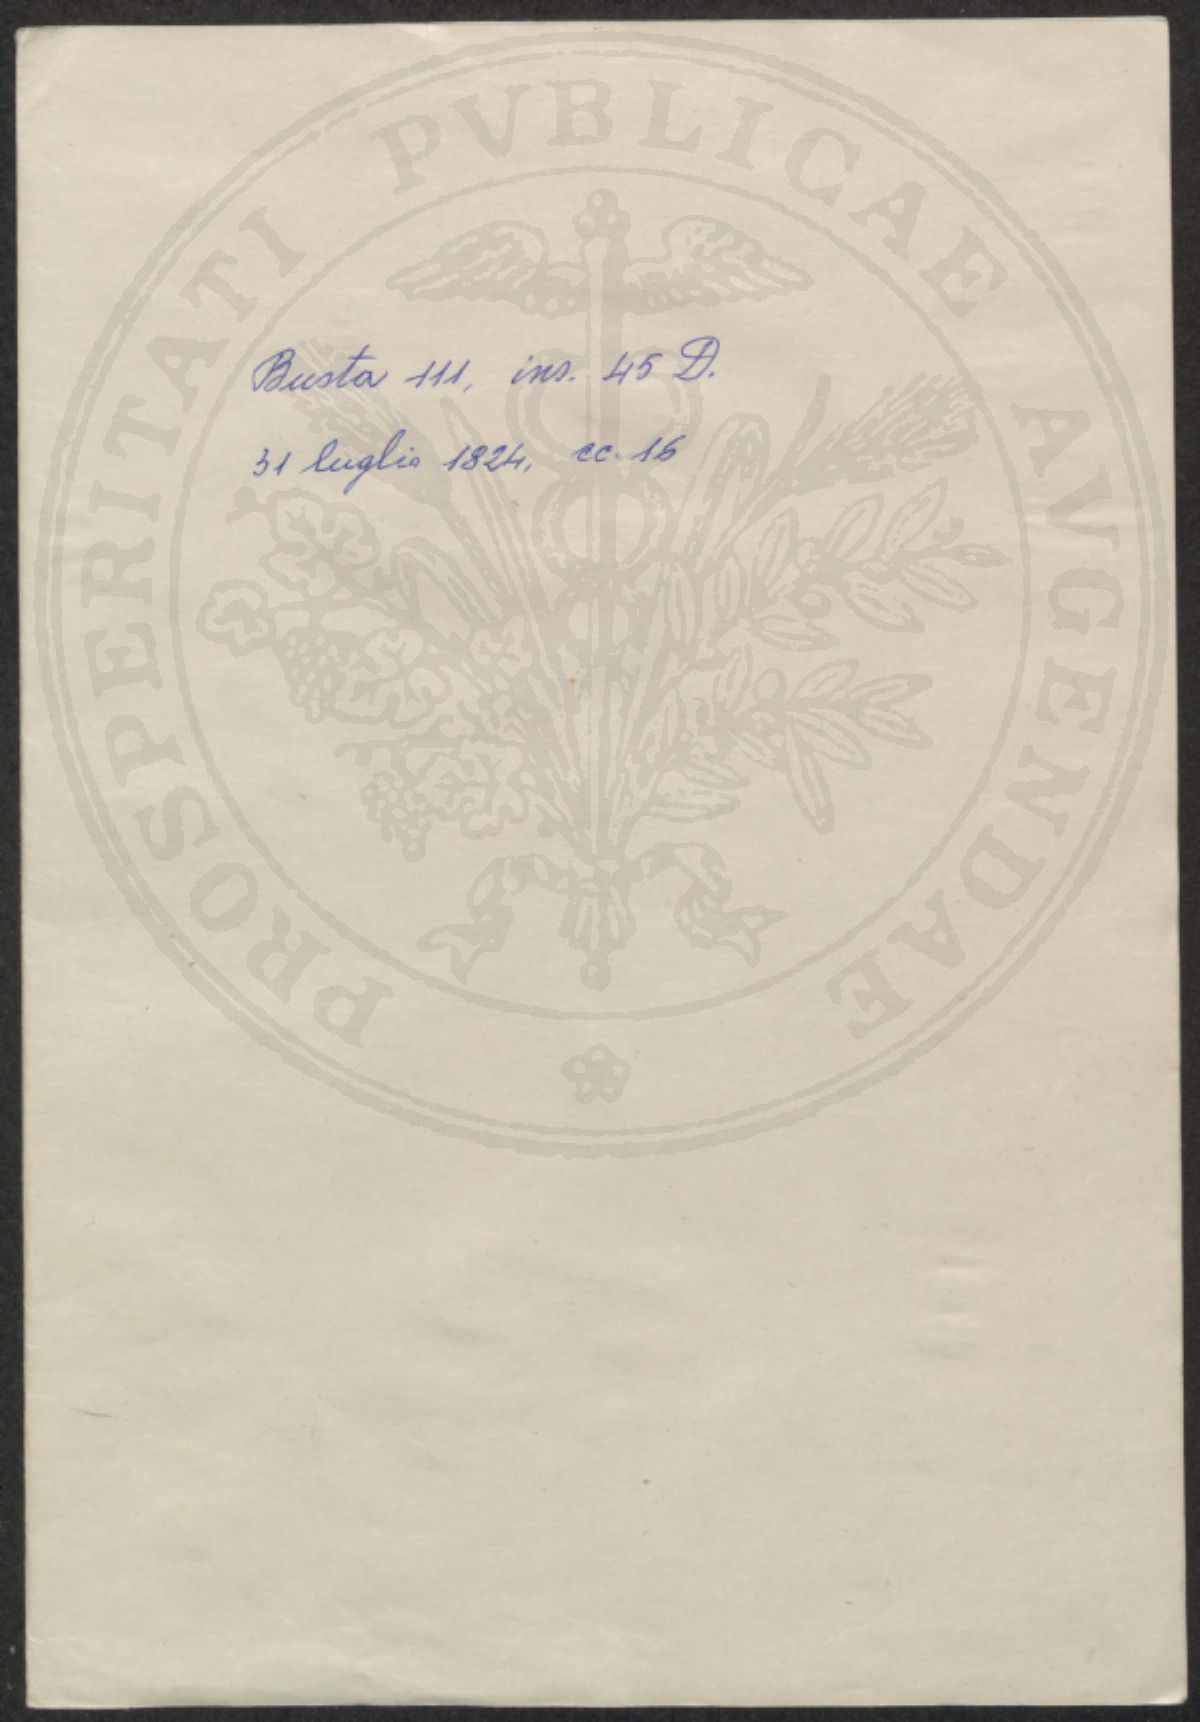 PROSPERITATI PVBLICAE AVGENDAE
Busta 111, ins. 45 D.
31 luglio 1824, cc. 16